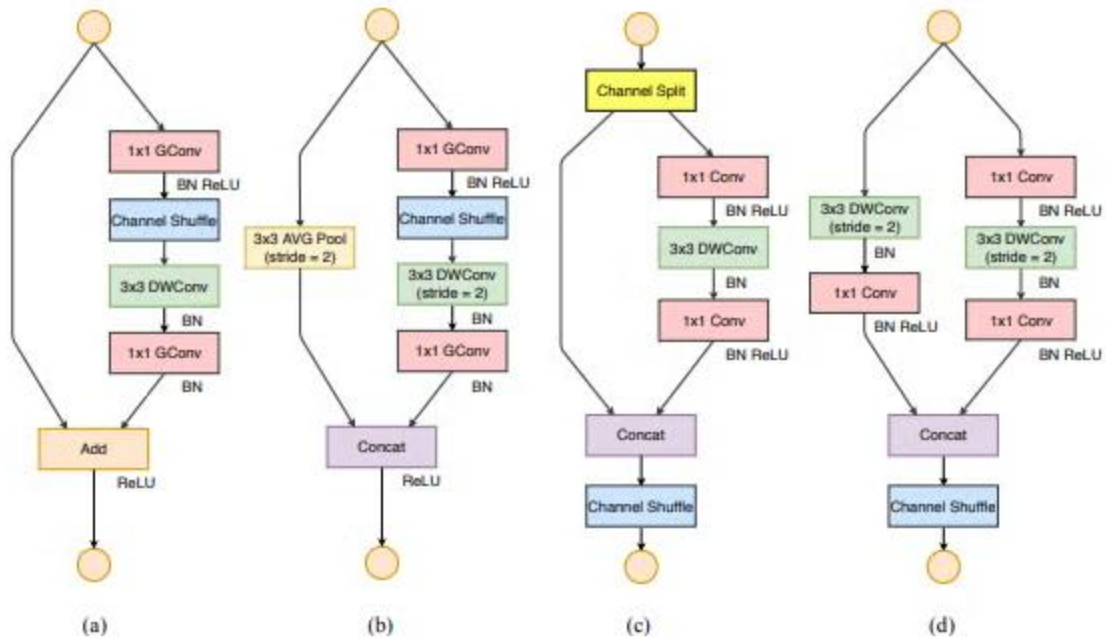 1x1 GConv
BN ReLU
Channel Shuffle
3x3 DWConv
BN
1x1 GConv
BN
Add
ReLU
(a)
3x3 AVG Pool
(stride = 2)
1x1 GConv
BN ReLU
Channel Shuffle
3x3 DWConv
(stride = 2)
BN
1x1 GConv
BN
Concat
ReLU
(b)
Channel Split
1x1 Conv
BN ReLU
3x3 DWConv
BN
1x1 Conv
BN ReLU
Concat
Channel Shuffle
(c)
3x3 DWConv
(stride = 2)
BN
1x1 Conv
BN ReLU
1x1 Conv
BN ReLU
3x3 DWConv
(stride = 2)
BN
1x1 Conv
BN ReLU
Concat
Channel Shuffle
(d)